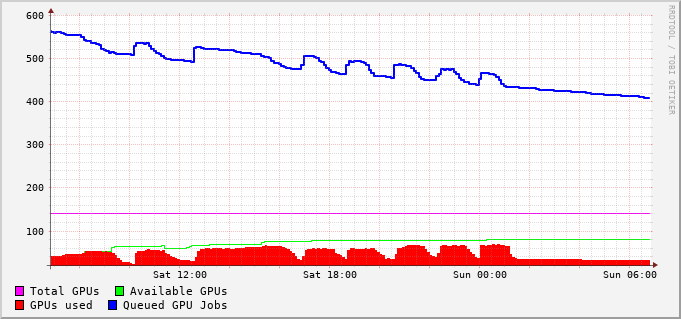 600
500
400
300
200
100
Sat 12:00 Sat 18:00 Sun 00:00 Sun 06:00
Total GPUs Available GPUs
GPUs used Queued GPU Jobs
RRDTOOL / TOBI OETIKER